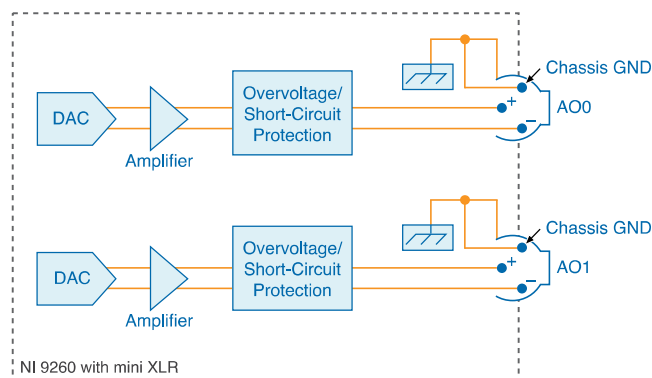 Chassis GND
+
AO0
–
DAC
Overvoltage/
Short-Circuit
Protection
Amplifier
Chassis GND
+
AO1
–
DAC
Overvoltage/
Short-Circuit
Protection
Amplifier
NI 9260 with mini XLR